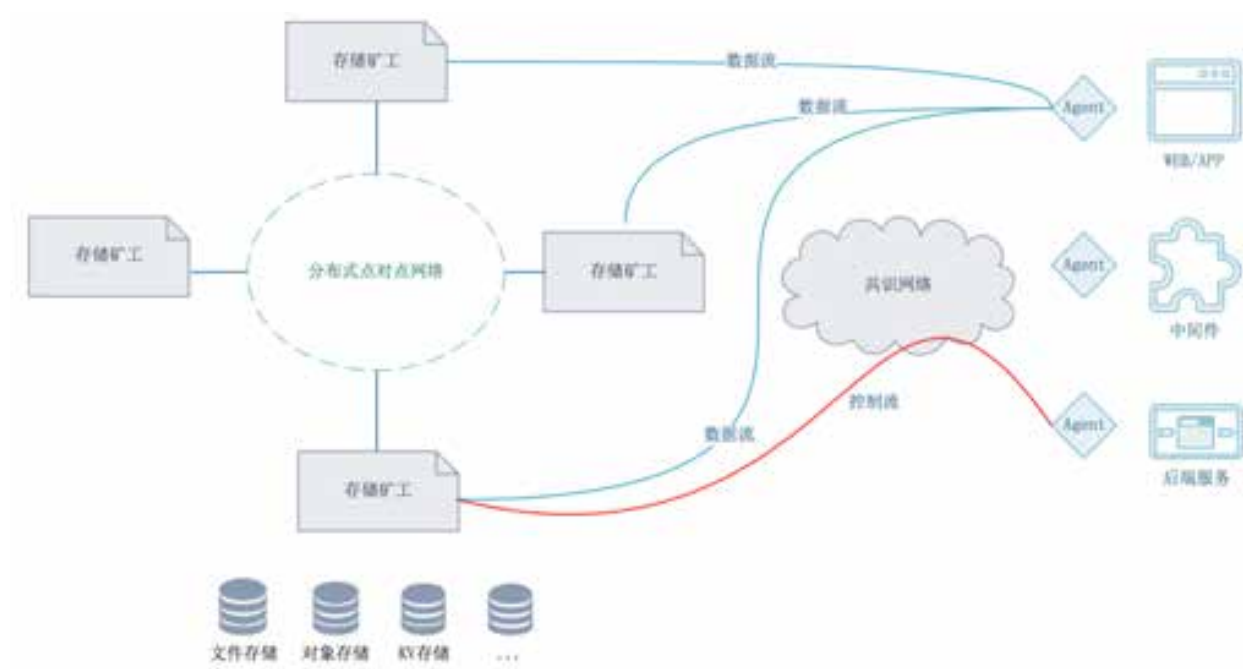 存储矿工
数据流
Agent
WEB/APP
数据流
存储矿工
分布式点对点网络
存储矿工
共识网络
Agent
中间件
控制流
数据流
Agent
后端服务
存储矿工
文件存储
对象存储
KV存储
...